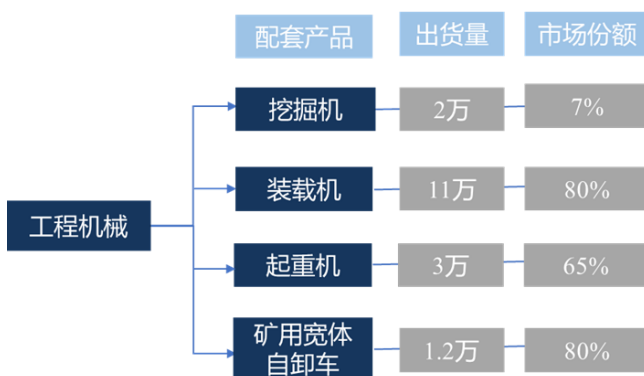 配套产品 出货量 市场份额
挖掘机 2万 7%
装载机 11万 80%
工程机械
起重机 3万 65%
矿用宽体
自卸车 1.2万 80%